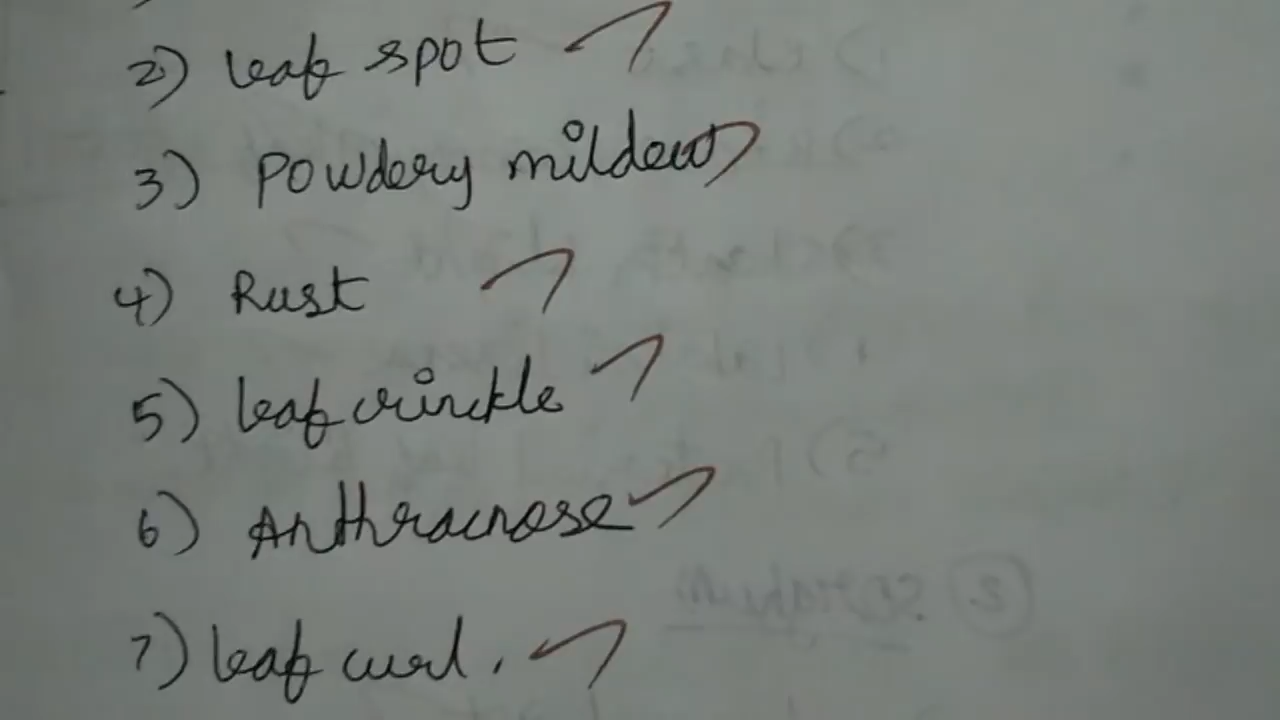 2) Leaf spot
3) Powdery mildew
4) Rust
5) Leaf crinkle
6) Anthracnose
7) Leaf curl.